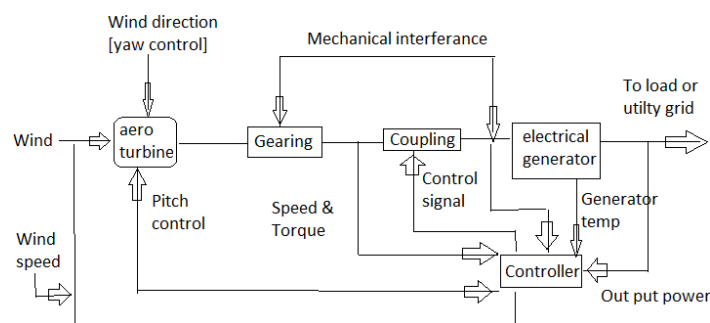 Wind direction
[yaw control]
Mechanical interferance
To load or
utilty grid
Wind
aero
turbine
Gearing
Coupling
electrical
generator
Pitch
control
Speed &
Torque
Control
signal
Generator
temp
Wind
speed
Controller
Out put power